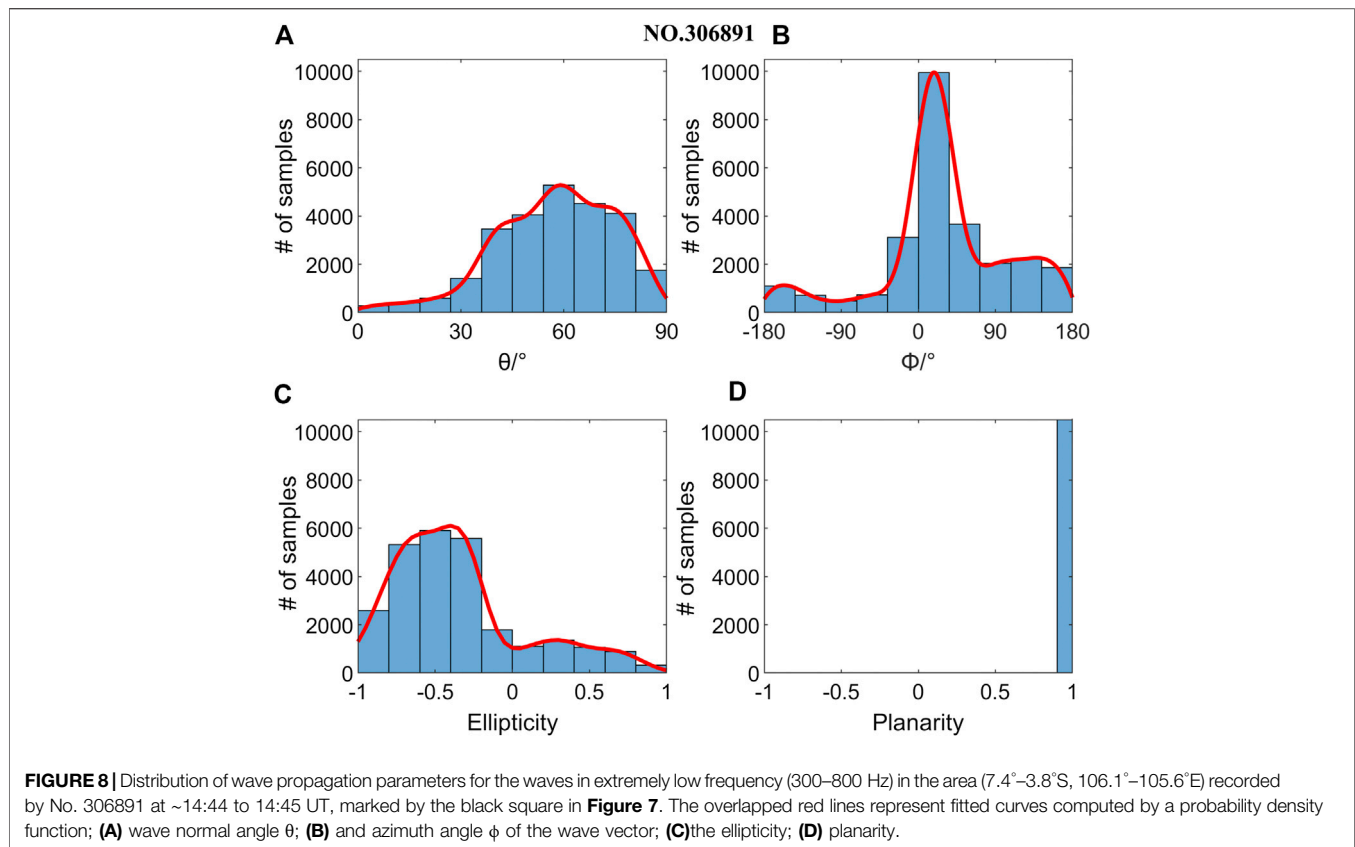 A
NO.306891
B
10000
8000
6000
4000
2000
0
# of samples
0
30
60
90
θ/°
10000
8000
6000
4000
2000
0
# of samples
-180
-90
0
90
180
Φ/°
C
D
10000
8000
6000
4000
2000
0
# of samples
-1
-0.5
0
0.5
1
Ellipticity
10000
8000
6000
4000
2000
0
# of samples
-1
-0.5
0
0.5
1
Planarity
FIGURE 8 | Distribution of wave propagation parameters for the waves in extremely low frequency (300–800 Hz) in the area (7.4°–3.8°S, 106.1°–105.6°E) recorded
by No. 306891 at ~14:44 to 14:45 UT, marked by the black square in Figure 7. The overlapped red lines represent fitted curves computed by a probability density
function; (A) wave normal angle θ; (B) and azimuth angle ϕ of the wave vector; (C)the ellipticity; (D) planarity.